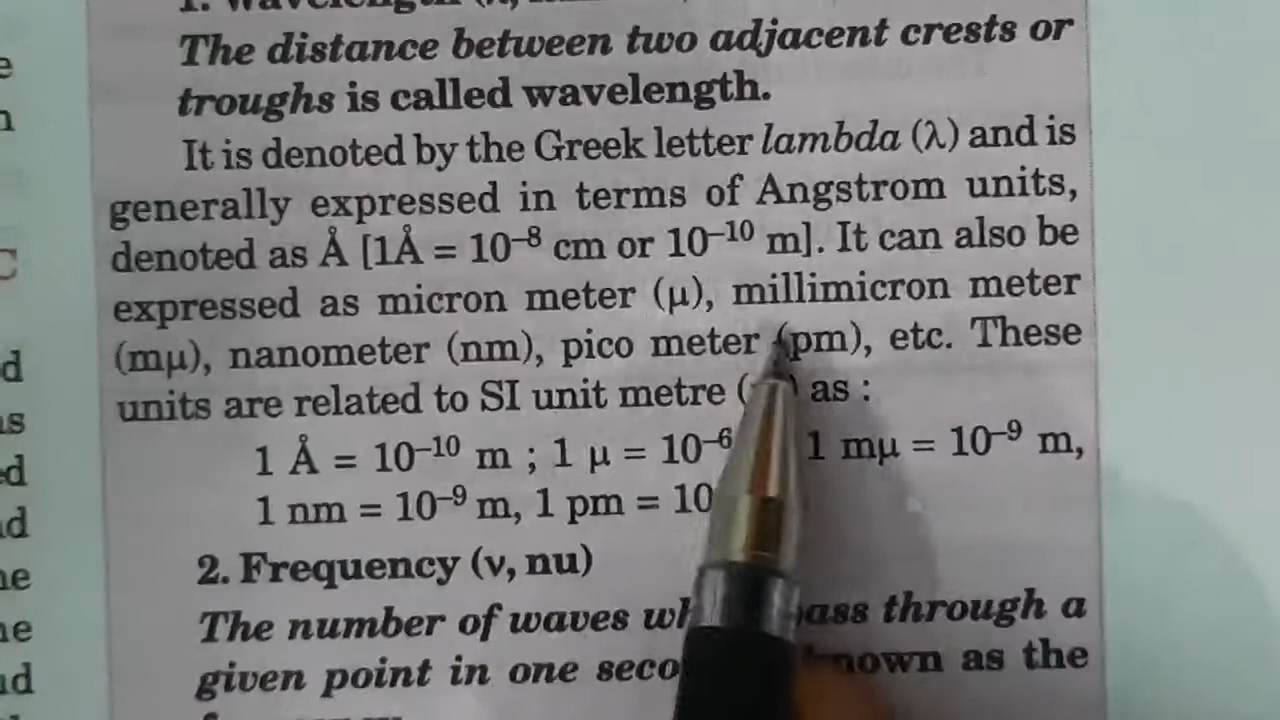 1. Wavelength (λ,
The distance between two adjacent crests or
troughs is called wavelength.
It is denoted by the Greek letter lambda (λ) and is
generally expressed in terms of Angstrom units,
denoted as Å [1Å = 10⁻⁸ cm or 10⁻¹⁰ m]. It can also be
expressed as micron meter (μ), millimicron meter
(mμ), nanometer (nm), pico meter (pm), etc. These
units are related to SI unit metre ( ) as :
1 Å = 10⁻¹⁰ m ; 1 μ = 10⁻⁶ 1 mμ = 10⁻⁹ m,
1 nm = 10⁻⁹ m, 1 pm = 10
2. Frequency (ν, nu)
The number of waves through a
given point in one as the